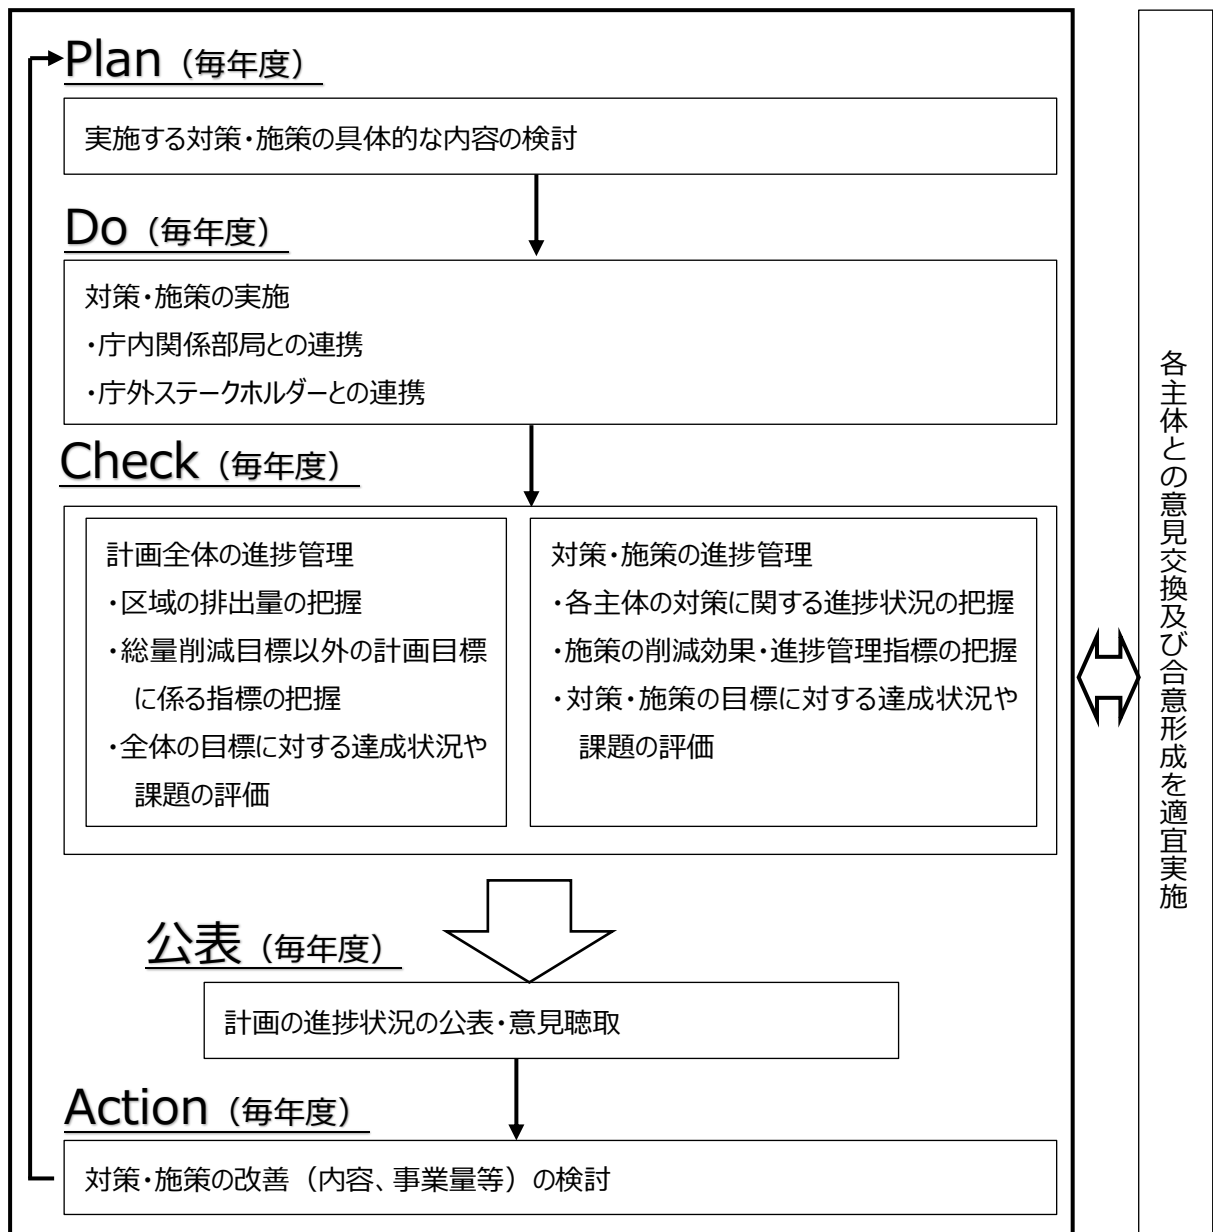 Plan（毎年度）
実施する対策・施策の具体的な内容の検討
Do（毎年度）
対策・施策の実施
・庁内関係部局との連携
・庁外ステークホルダーとの連携
Check（毎年度）
計画全体の進捗管理
・区域の排出量の把握
・総量削減目標以外の計画目標
に係る指標の把握
・全体の目標に対する達成状況や
課題の評価
対策・施策の進捗管理
・各主体の対策に関する進捗状況の把握
・施策の削減効果・進捗管理指標の把握
・対策・施策の目標に対する達成状況や
課題の評価
公表（毎年度）
計画の進捗状況の公表・意見聴取
Action（毎年度）
対策・施策の改善（内容、事業量等）の検討
各主体との意見交換及び合意形成を適宜実施